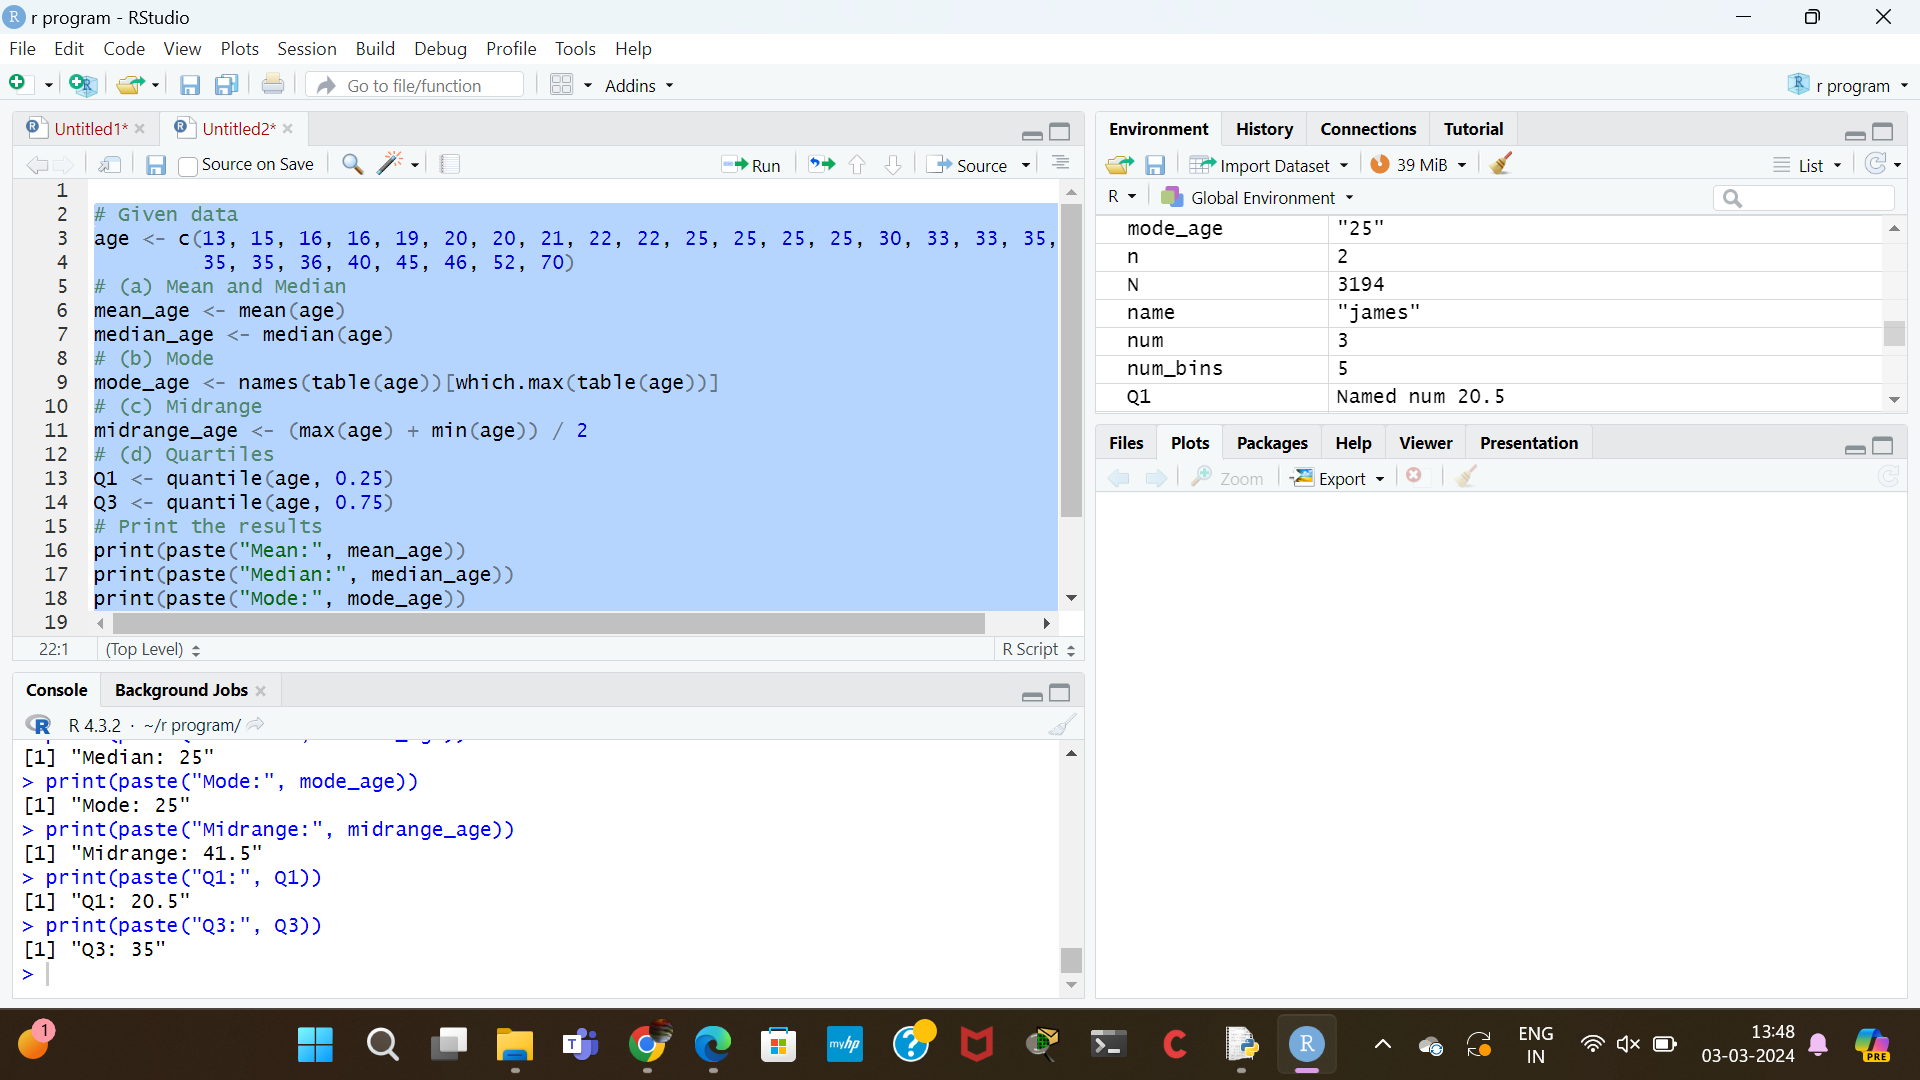 r program - RStudio
File Edit Code View Plots Session Build Debug Profile Tools Help
Go to file/function Addins r program
Untitled1* Untitled2*
Source on Save Run Source
1
2 # Given data
3 age <- c(13, 15, 16, 16, 19, 20, 20, 21, 22, 22, 25, 25, 25, 25, 30, 33, 33, 35,
4 35, 35, 36, 40, 45, 46, 52, 70)
5 # (a) Mean and Median
6 mean_age <- mean(age)
7 median_age <- median(age)
8 # (b) Mode
9 mode_age <- names(table(age))[which.max(table(age))]
10 # (c) Midrange
11 midrange_age <- (max(age) + min(age)) / 2
12 # (d) Quartiles
13 Q1 <- quantile(age, 0.25)
14 Q3 <- quantile(age, 0.75)
15 # Print the results
16 print(paste("Mean:", mean_age))
17 print(paste("Median:", median_age))
18 print(paste("Mode:", mode_age))
19
22:1 (Top Level) R Script
Console Background Jobs
R 4.3.2 · ~/r program/
[1] "Median: 25"
> print(paste("Mode:", mode_age))
[1] "Mode: 25"
> print(paste("Midrange:", midrange_age))
[1] "Midrange: 41.5"
> print(paste("Q1:", Q1))
[1] "Q1: 20.5"
> print(paste("Q3:", Q3))
[1] "Q3: 35"
>
Environment History Connections Tutorial
Import Dataset 39 MiB List
R Global Environment
mode_age "25"
n 2
N 3194
name "james"
num 3
num_bins 5
Q1 Named num 20.5
Files Plots Packages Help Viewer Presentation
Zoom Export
1
myhp
ENG
IN
13:48
03-03-2024
PRE